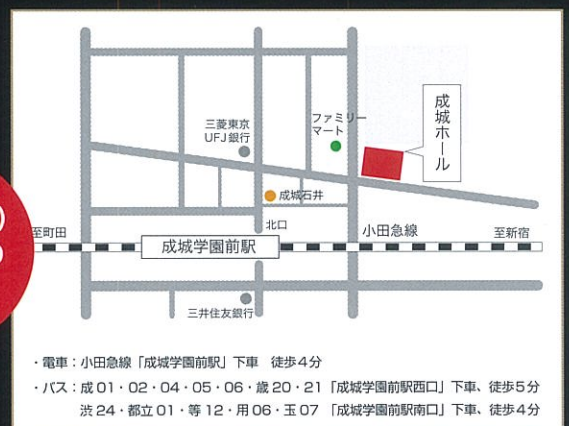 三菱東京
UFJ銀行
ファミリー
マート
成城ホール
成城石井
北口
至町田
小田急線
至新宿
成城学園前駅
三井住友銀行
・電車：小田急線「成城学園前駅」下車　徒歩4分
・バス：成01・02・04・05・06・歳20・21「成城学園前駅西口」下車、徒歩5分
渋24・都立01・等12・用06・玉07「成城学園前駅南口」下車、徒歩4分